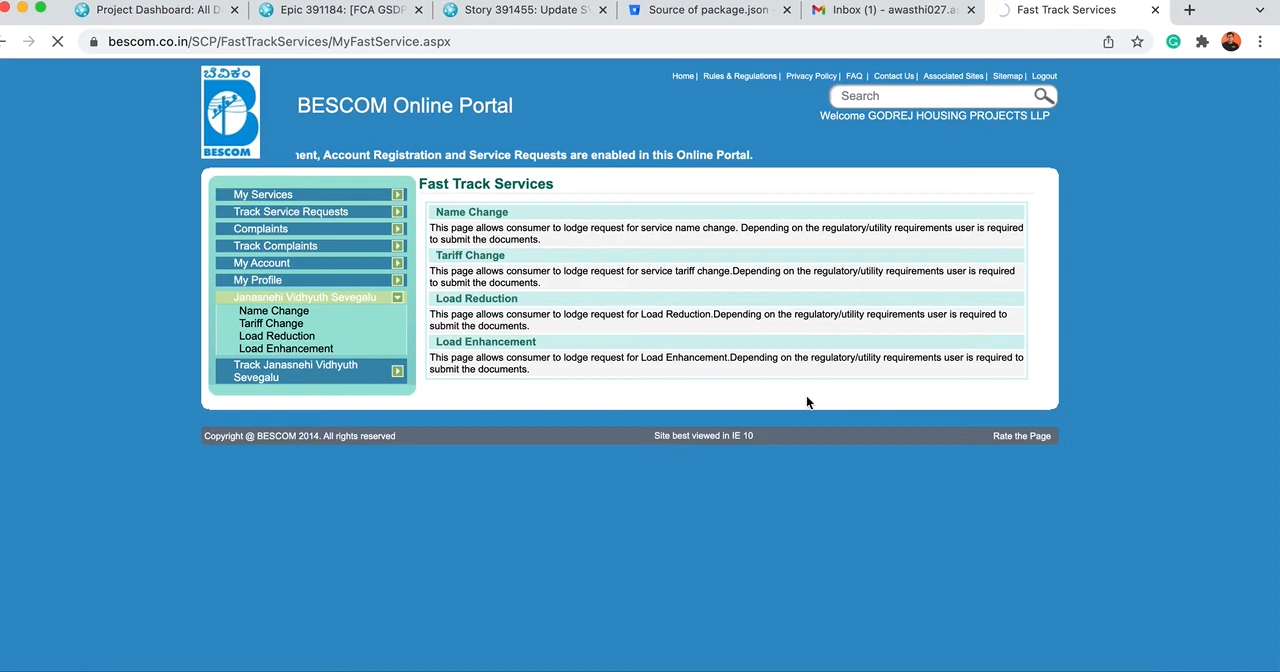 Project Dashboard: All D
Epic 391184: [FCA GSDP
Story 391455: Update S
Source of package.json
Inbox (1) - awasthi027.as
Fast Track Services
bescom.co.in/SCP/FastTrackServices/MyFastService.aspx
ಬೆವಿಕಂ
BESCOM
BESCOM Online Portal
Home | Rules & Regulations | Privacy Policy | FAQ | Contact Us | Associated Sites | Sitemap | Logout
Search
Welcome GODREJ HOUSING PROJECTS LLP
ent, Account Registration and Service Requests are enabled in this Online Portal.
My Services
Track Service Requests
Complaints
Track Complaints
My Account
My Profile
Janasnehi Vidhyuth Sevegalu
Name Change
Tariff Change
Load Reduction
Load Enhancement
Track Janasnehi Vidhyuth
Sevegalu
Fast Track Services
Name Change
This page allows consumer to lodge request for service name change. Depending on the regulatory/utility requirements user is required
to submit the documents.
Tariff Change
This page allows consumer to lodge request for service tariff change.Depending on the regulatory/utility requirements user is required
to submit the documents.
Load Reduction
This page allows consumer to lodge request for Load Reduction.Depending on the regulatory/utility requirements user is required to
submit the documents.
Load Enhancement
This page allows consumer to lodge request for Load Enhancement.Depending on the regulatory/utility requirements user is required to
submit the documents.
Copyright @ BESCOM 2014. All rights reserved
Site best viewed in IE 10
Rate the Page